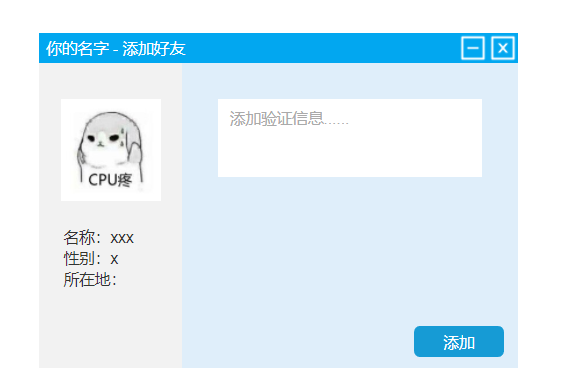 你的名字 - 添加好友
添加验证信息......
CPU疼
名称：xxx
性别：x
所在地：
添加